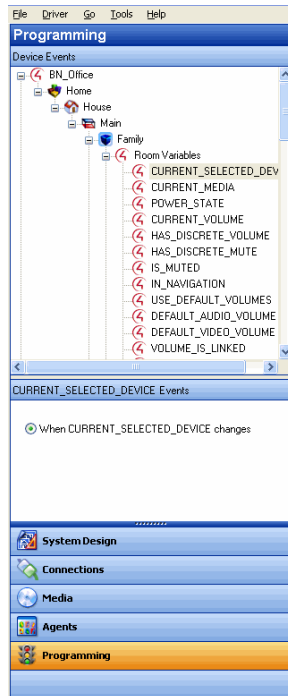 File Driver Go Tools Help
Programming
Device Events
BN_Office
Home
House
Main
Family
Room Variables
CURRENT_SELECTED_DEV
CURRENT_MEDIA
POWER_STATE
CURRENT_VOLUME
HAS_DISCRETE_VOLUME
HAS_DISCRETE_MUTE
IS_MUTED
IN_NAVIGATION
USE_DEFAULT_VOLUMES
DEFAULT_AUDIO_VOLUME
DEFAULT_VIDEO_VOLUME
VOLUME_IS_LINKED
CURRENT_SELECTED_DEVICE Events
When CURRENT_SELECTED_DEVICE changes
System Design
Connections
Media
Agents
Programming